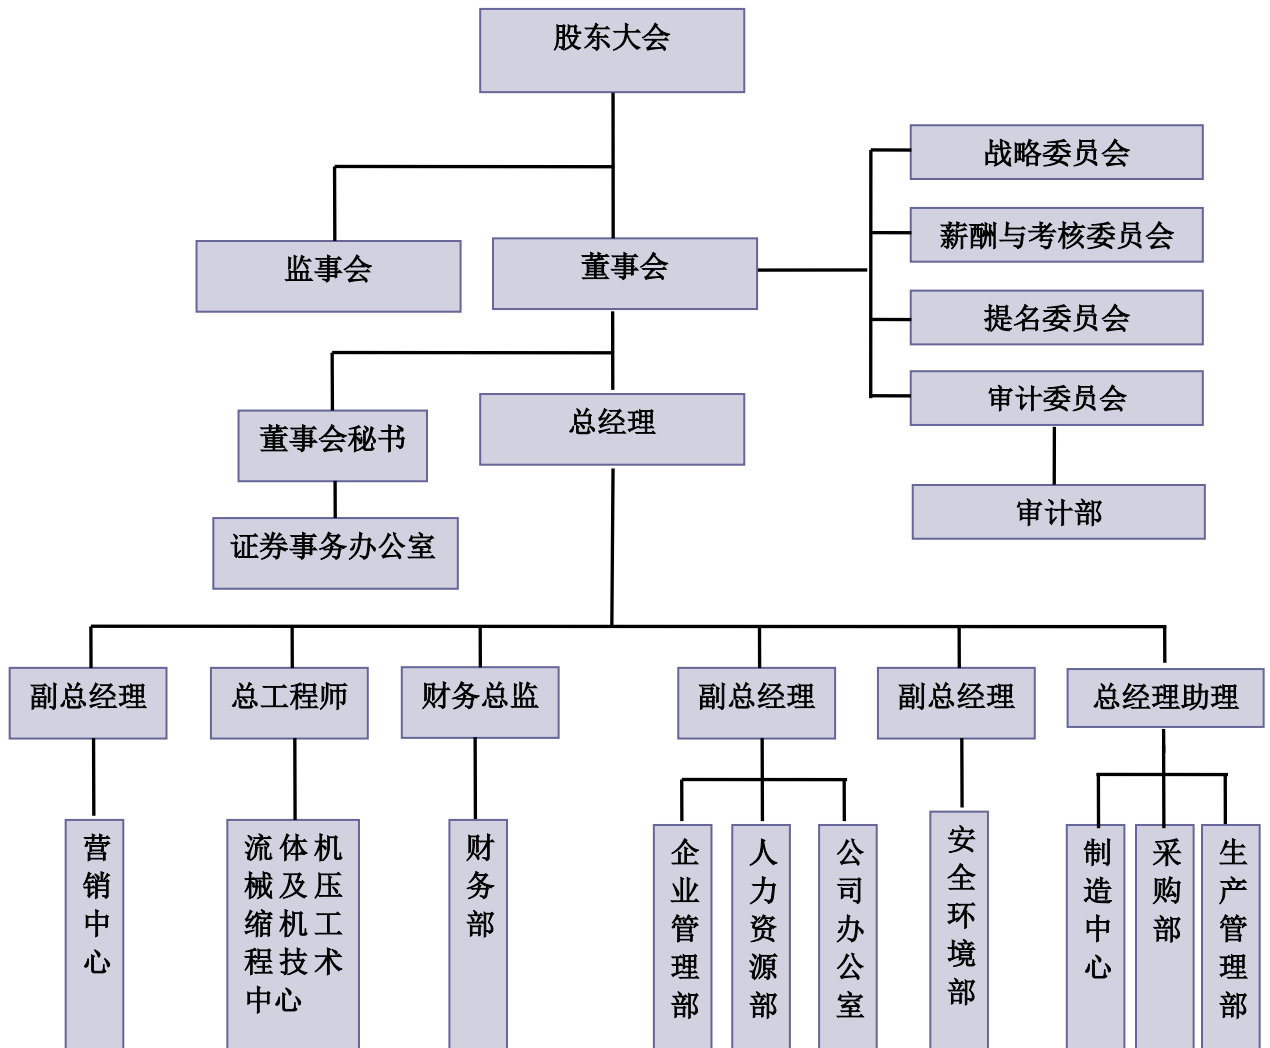 股东大会
战略委员会
薪酬与考核委员会
监事会
董事会
提名委员会
审计委员会
董事会秘书
总经理
审计部
证券事务办公室
副总经理
总工程师
财务总监
副总经理
副总经理
总经理助理
营销中心
流体机
械及压
缩机工
程技术
中心
财务部
企业管理部
人力资源部
公司办公室
安全环境部
制造中心
采购部
生产管理部